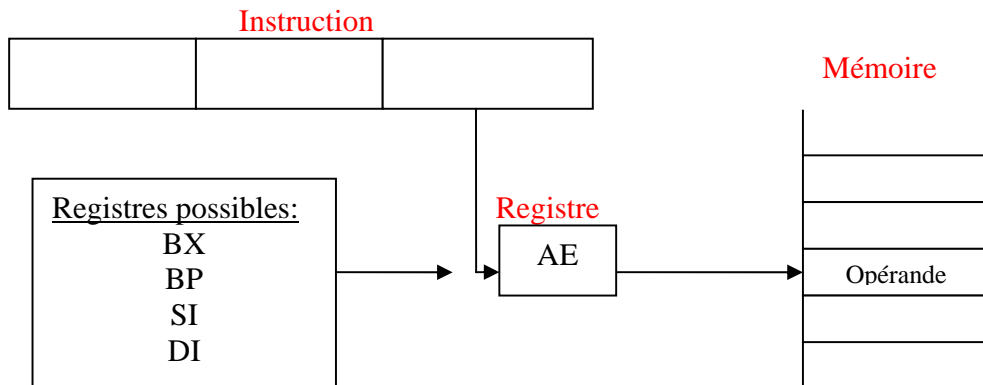 Instruction
Mémoire
Registres possibles:
BX
BP
SI
DI
Registre
AE
Opérande